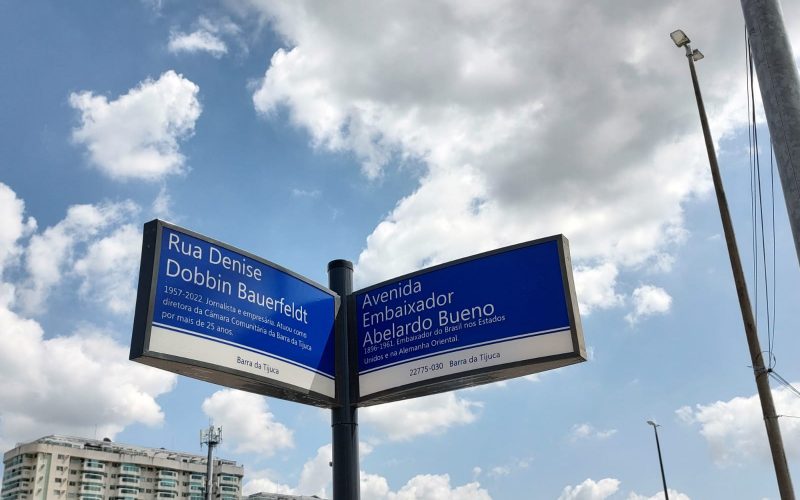 Rua Denise
Dobbin Bauerfeldt
1957-2022. Jornalista e empresária. Atuou como
diretora da Câmara Comunitária da Barra da Tijuca
por mais de 25 anos.
Barra da Tijuca
Avenida
Embaixador
Abelardo Bueno
1896-1961. Embaixador do Brasil nos Estados
Unidos e na Alemanha Oriental.
22775-030 Barra da Tijuca